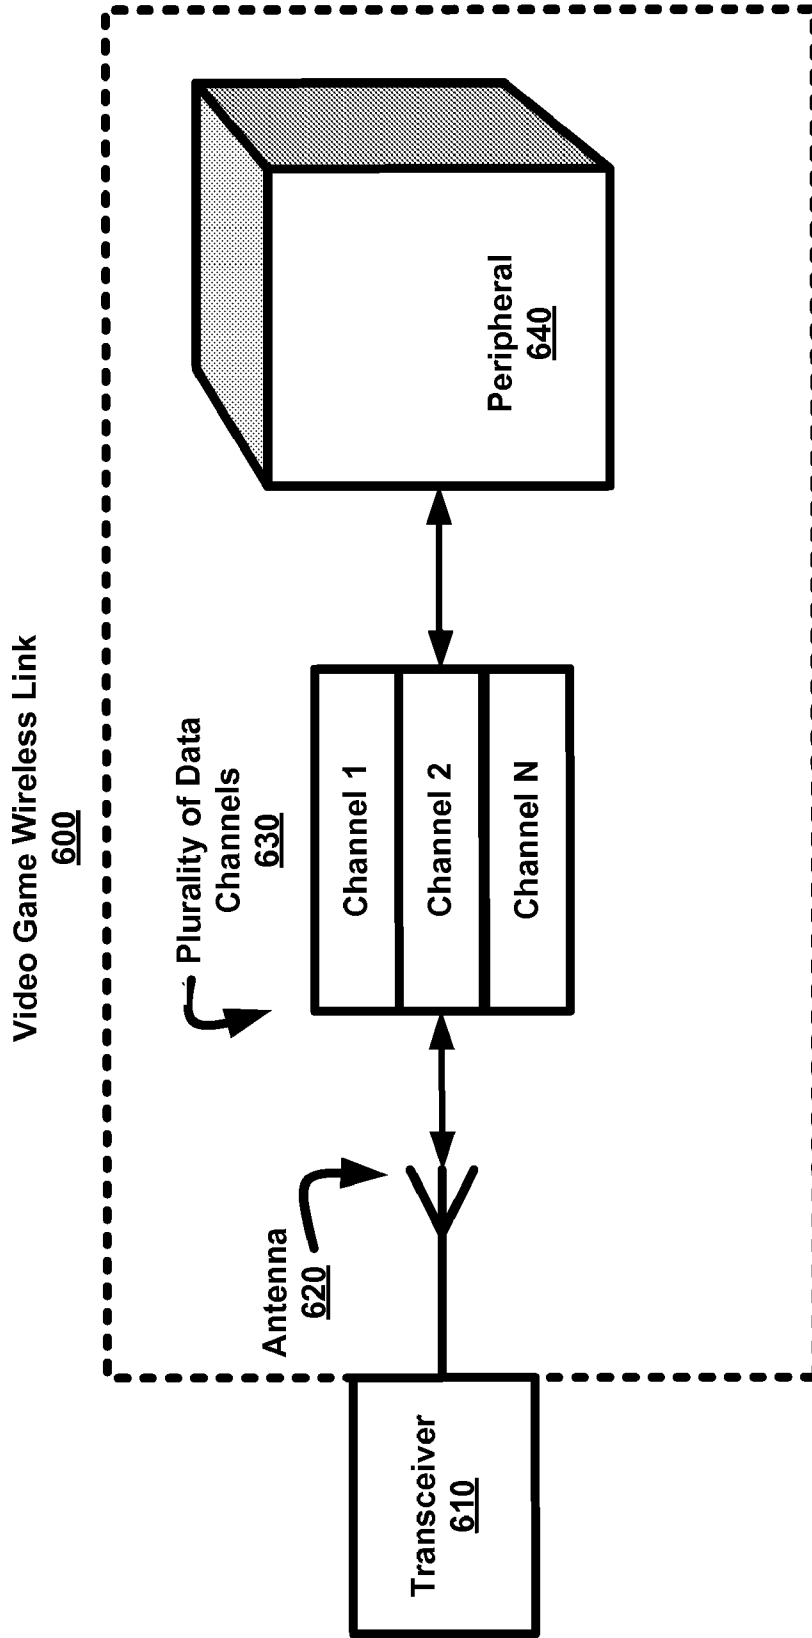 Video Game Wireless Link
600
Plurality of Data
Channels
630
Antenna
620
Transceiver
610
Channel 1
Channel 2
Channel N
Peripheral
640